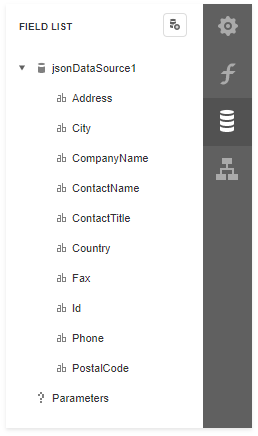 FIELD LIST
jsonDataSource1
ab Address
ab City
ab CompanyName
ab ContactName
ab ContactTitle
ab Country
ab Fax
ab Id
ab Phone
ab PostalCode
? Parameters